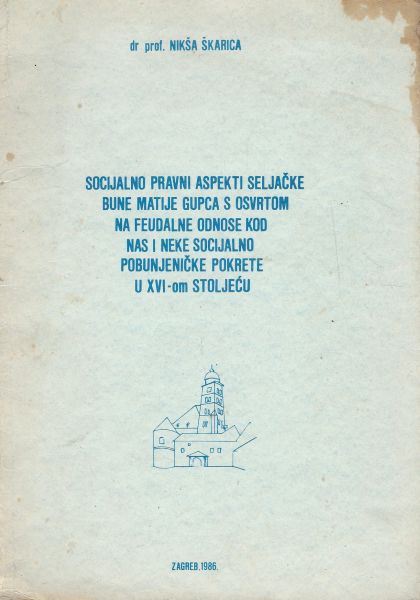 dr prof. NIKŠA ŠKARICA
SOCIJALNO PRAVNI ASPEKTI SELJAČKE
BUNE MATIJE GUPCA S OSVRTOM
NA FEUDALNE ODNOSE KOD
NAS I NEKE SOCIJALNO
POBUNJENIČKE POKRETE
U XVI-om STOLJEĆU
ZAGREB,1986.